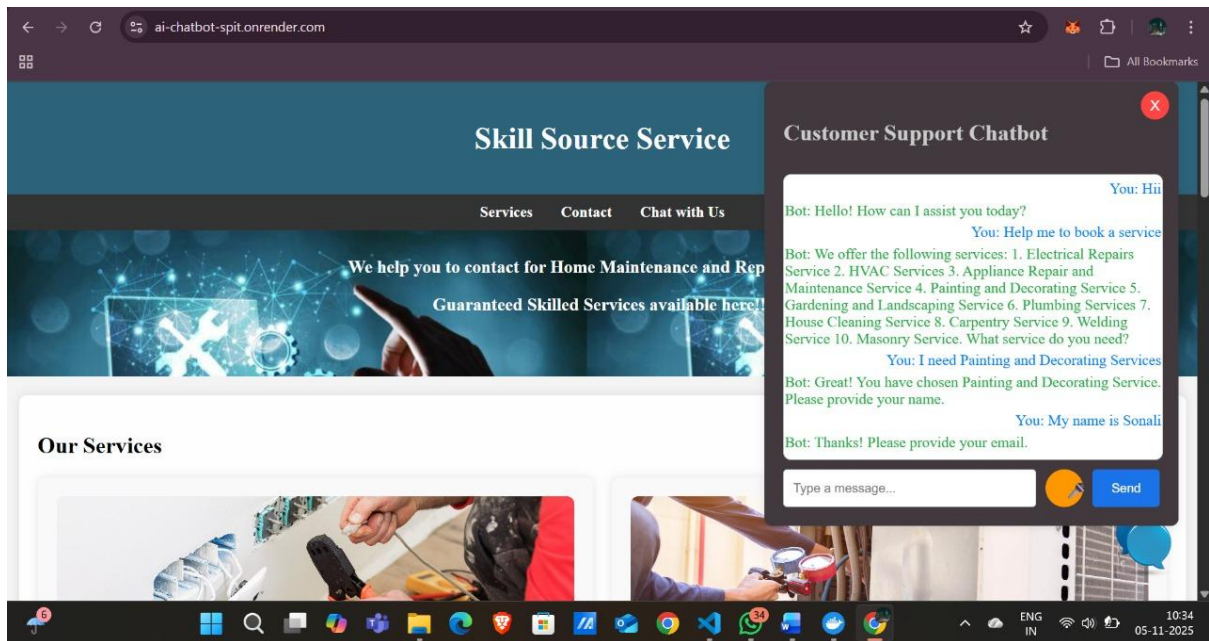 ai-chatbot-spit.onrender.com
All Bookmarks
Skill Source Service
Services Contact Chat with Us
We help you to contact for Home Maintenance and Rep
Guaranteed Skilled Services available here!!
Our Services
X
Customer Support Chatbot
You: Hii
Bot: Hello! How can I assist you today?
You: Help me to book a service
Bot: We offer the following services: 1. Electrical Repairs
Service 2. HVAC Services 3. Appliance Repair and
Maintenance Service 4. Painting and Decorating Service 5.
Gardening and Landscaping Service 6. Plumbing Services 7.
House Cleaning Service 8. Carpentry Service 9. Welding
Service 10. Masonry Service. What service do you need?
You: I need Painting and Decorating Services
Bot: Great! You have chosen Painting and Decorating Service.
Please provide your name.
You: My name is Sonali
Bot: Thanks! Please provide your email.
Type a message...
Send
6
34
ENG
IN
10:34
05-11-2025